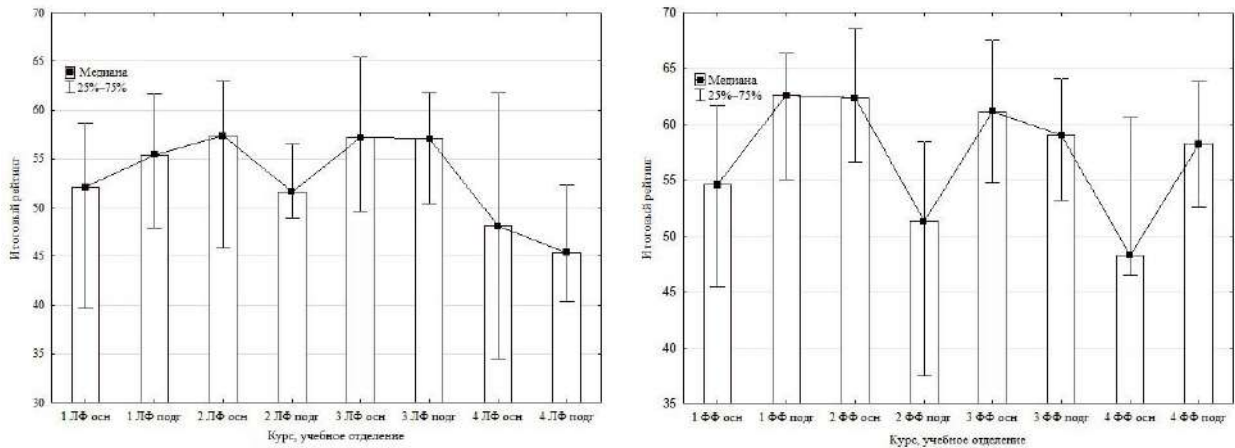 70
65
60
55
50
45
40
35
30
Итоговый рейтинг
Медиана
25%–75%
1 ЛФ осн 1 ЛФ подг 2 ЛФ осн 2 ЛФ подг 3 ЛФ осн 3 ЛФ подг 4 ЛФ осн 4 ЛФ подг
Курс, учебное отделение
70
65
60
55
50
45
40
35
Итоговый рейтинг
Медиана
25%–75%
1 ФФ осн 1 ФФ подг 2 ФФ осн 2 ФФ подг 3 ФФ осн 3 ФФ подг 4 ФФ осн 4 ФФ подг
Курс, учебное отделение